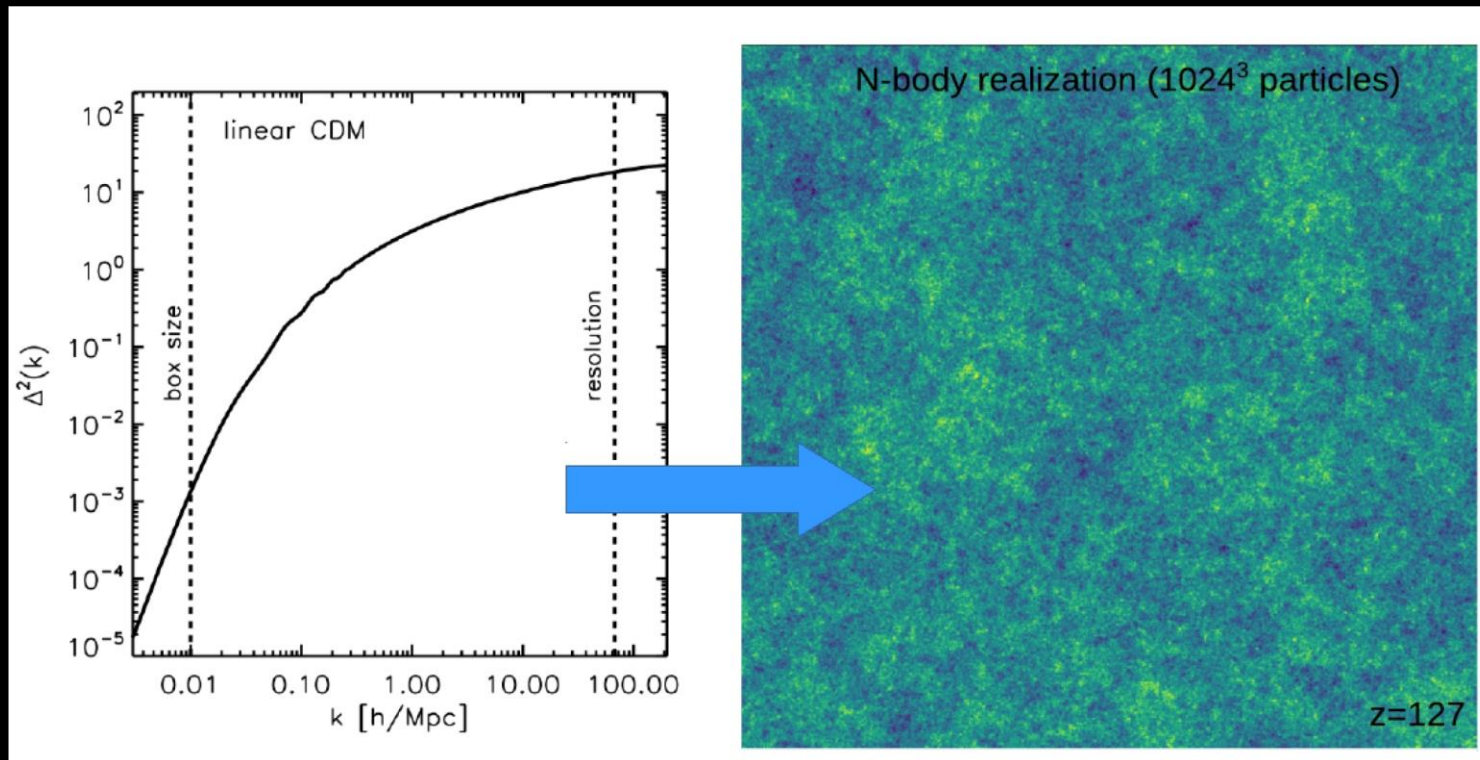 linear CDM
10²
10¹
10⁰
10⁻¹
10⁻²
10⁻³
10⁻⁴
10⁻⁵
Δ²(k)
box size
resolution
0.01 0.10 1.00 10.00 100.00
k [h/Mpc]
N-body realization (1024³ particles)
z=127